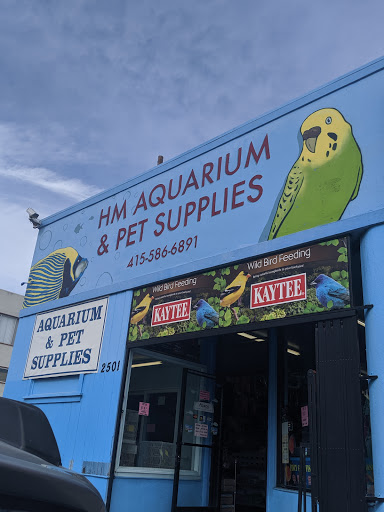 HM AQUARIUM
& PET SUPPLIES
415-586-6891
Wild Bird Feeding
KAYTEE
Wild Bird Feeding
KAYTEE
AQUARIUM
& PET
SUPPLIES
2501